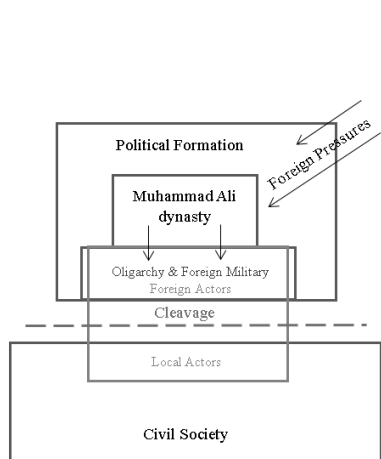 Political Formation
Foreign Pressures
Muhammad Ali
dynasty
Oligarchy & Foreign Military
Foreign Actors
Cleavage
Local Actors
Civil Society